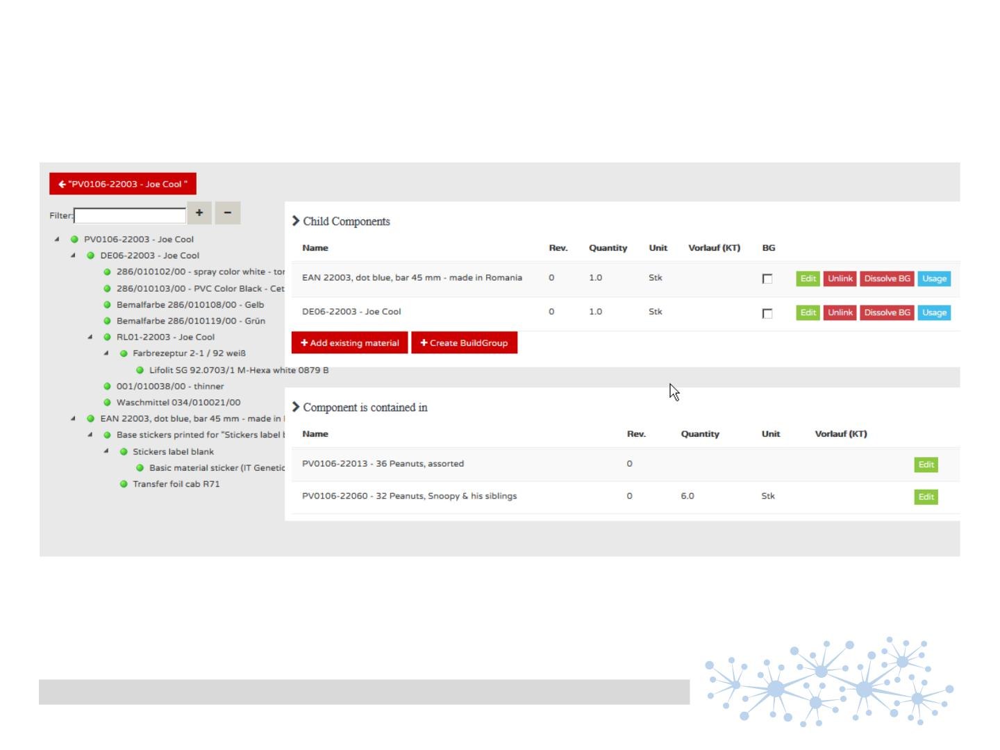 "PV0106-22003 - Joe Cool "
Filter:
+ −
PV0106-22003 - Joe Cool
DE06-22003 - Joe Cool
286/010102/00 - spray color white - tor
286/010103/00 - PVC Color Black - Cet
Bemalfarbe 286/010108/00 - Gelb
Bemalfarbe 286/010119/00 - Grün
RL01-22003 - Joe Cool
Farbrezeptur 2-1 / 92 weiß
Lifolit SG 92.0703/1 M-Hexa white 0879 B
001/010038/00 - thinner
Waschmittel 034/010021/00
EAN 22003, dot blue, bar 45 mm - made in
Base stickers printed for "Stickers label
Stickers label blank
Basic material sticker (IT Genetic
Transfer foil cab R71
Child Components
Name Rev. Quantity Unit Vorlauf (KT) BG
EAN 22003, dot blue, bar 45 mm - made in Romania 0 1.0 Stk Edit Unlink Dissolve BG Usage
DE06-22003 - Joe Cool 0 1.0 Stk Edit Unlink Dissolve BG Usage
+ Add existing material + Create BuildGroup
Component is contained in
Name Rev. Quantity Unit Vorlauf (KT)
PV0106-22013 - 36 Peanuts, assorted 0 Edit
PV0106-22060 - 32 Peanuts, Snoopy & his siblings 0 6.0 Stk Edit